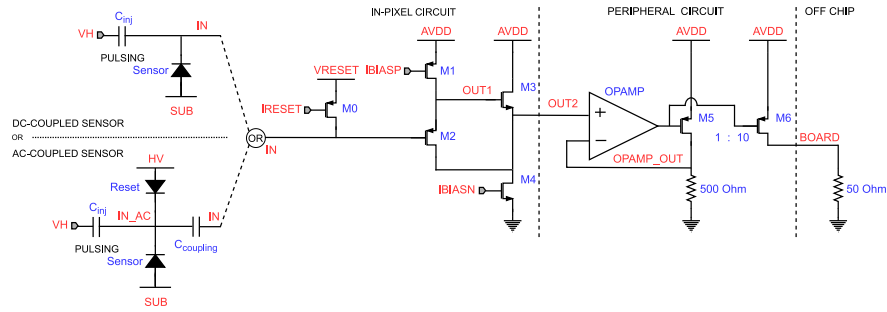 IN-PIXEL CIRCUIT
PERIPHERAL CIRCUIT
OFF CHIP
Cinj
VH
IN
PULSING
Sensor
SUB
DC-COUPLED SENSOR
OR
AC-COUPLED SENSOR
HV
Reset
Cinj
IN_AC
IN
VH
PULSING
Ccoupling
Sensor
SUB
OR
IN
VRESET
IRESET
M0
AVDD
IBIASP
M1
OUT1
M2
AVDD
M3
IBIASN
M4
OUT2
OPAMP
+
−
OPAMP_OUT
AVDD
M5
1 : 10
500 Ohm
AVDD
M6
BOARD
50 Ohm